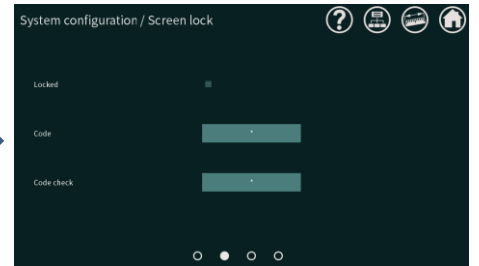 System configuration / Screen lock
?
Locked
Code
*
Code check
*